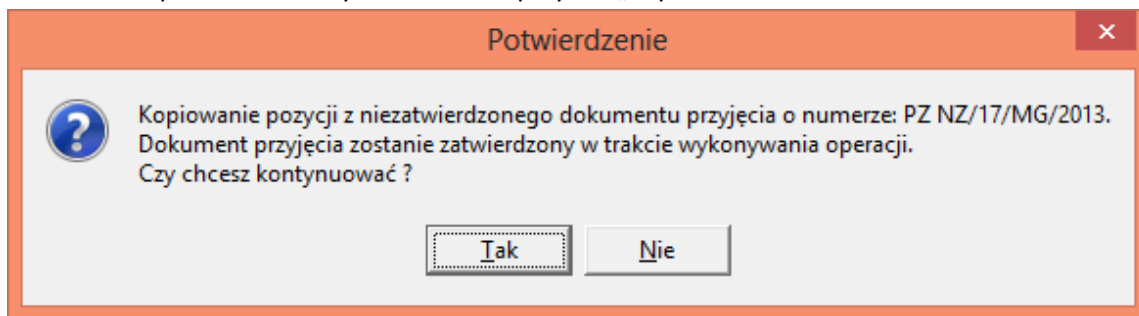 Potwierdzenie
Kopiowanie pozycji z niezatwierdzonego dokumentu przyjęcia o numerze: PZ NZ/17/MG/2013.
Dokument przyjęcia zostanie zatwierdzony w trakcie wykonywania operacji.
Czy chcesz kontynuować ?
Tak Nie